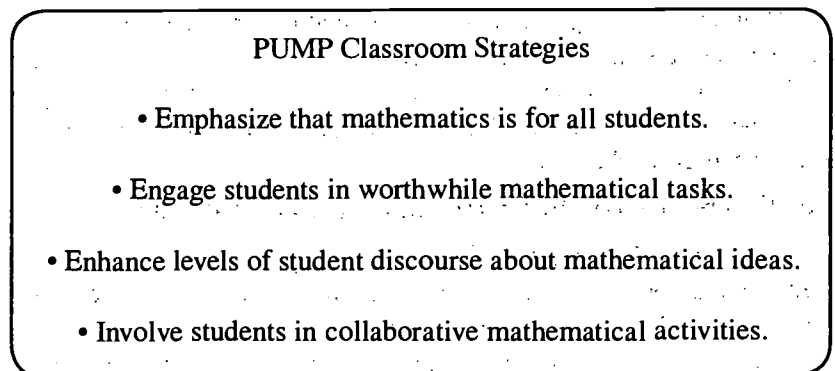 PUMP Classroom Strategies
• Emphasize that mathematics is for all students.
• Engage students in worthwhile mathematical tasks.
• Enhance levels of student discourse about mathematical ideas.
• Involve students in collaborative mathematical activities.